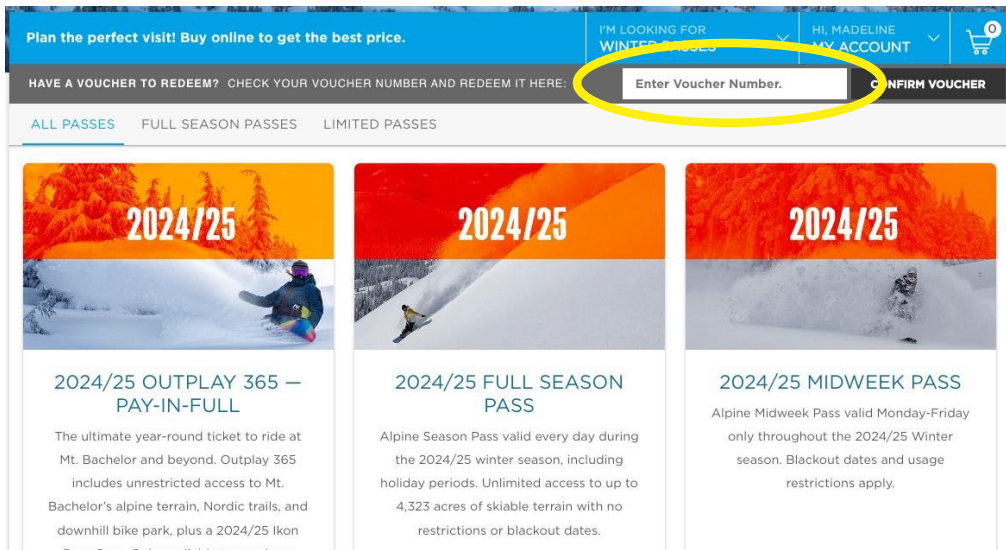 Plan the perfect visit! Buy online to get the best price.
I'M LOOKING FOR
WINTER PASSES
HI, MADELINE
MY ACCOUNT
0
HAVE A VOUCHER TO REDEEM? CHECK YOUR VOUCHER NUMBER AND REDEEM IT HERE:
Enter Voucher Number.
CONFIRM VOUCHER
ALL PASSES FULL SEASON PASSES LIMITED PASSES
2024/25
2024/25 OUTPLAY 365 —
PAY-IN-FULL
The ultimate year-round ticket to ride at
Mt. Bachelor and beyond. Outplay 365
includes unrestricted access to Mt.
Bachelor's alpine terrain, Nordic trails, and
downhill bike park, plus a 2024/25 Ikon
2024/25
2024/25 FULL SEASON
PASS
Alpine Season Pass valid every day during
the 2024/25 winter season, including
holiday periods. Unlimited access to up to
4,323 acres of skiable terrain with no
restrictions or blackout dates.
2024/25
2024/25 MIDWEEK PASS
Alpine Midweek Pass valid Monday-Friday
only throughout the 2024/25 Winter
season. Blackout dates and usage
restrictions apply.